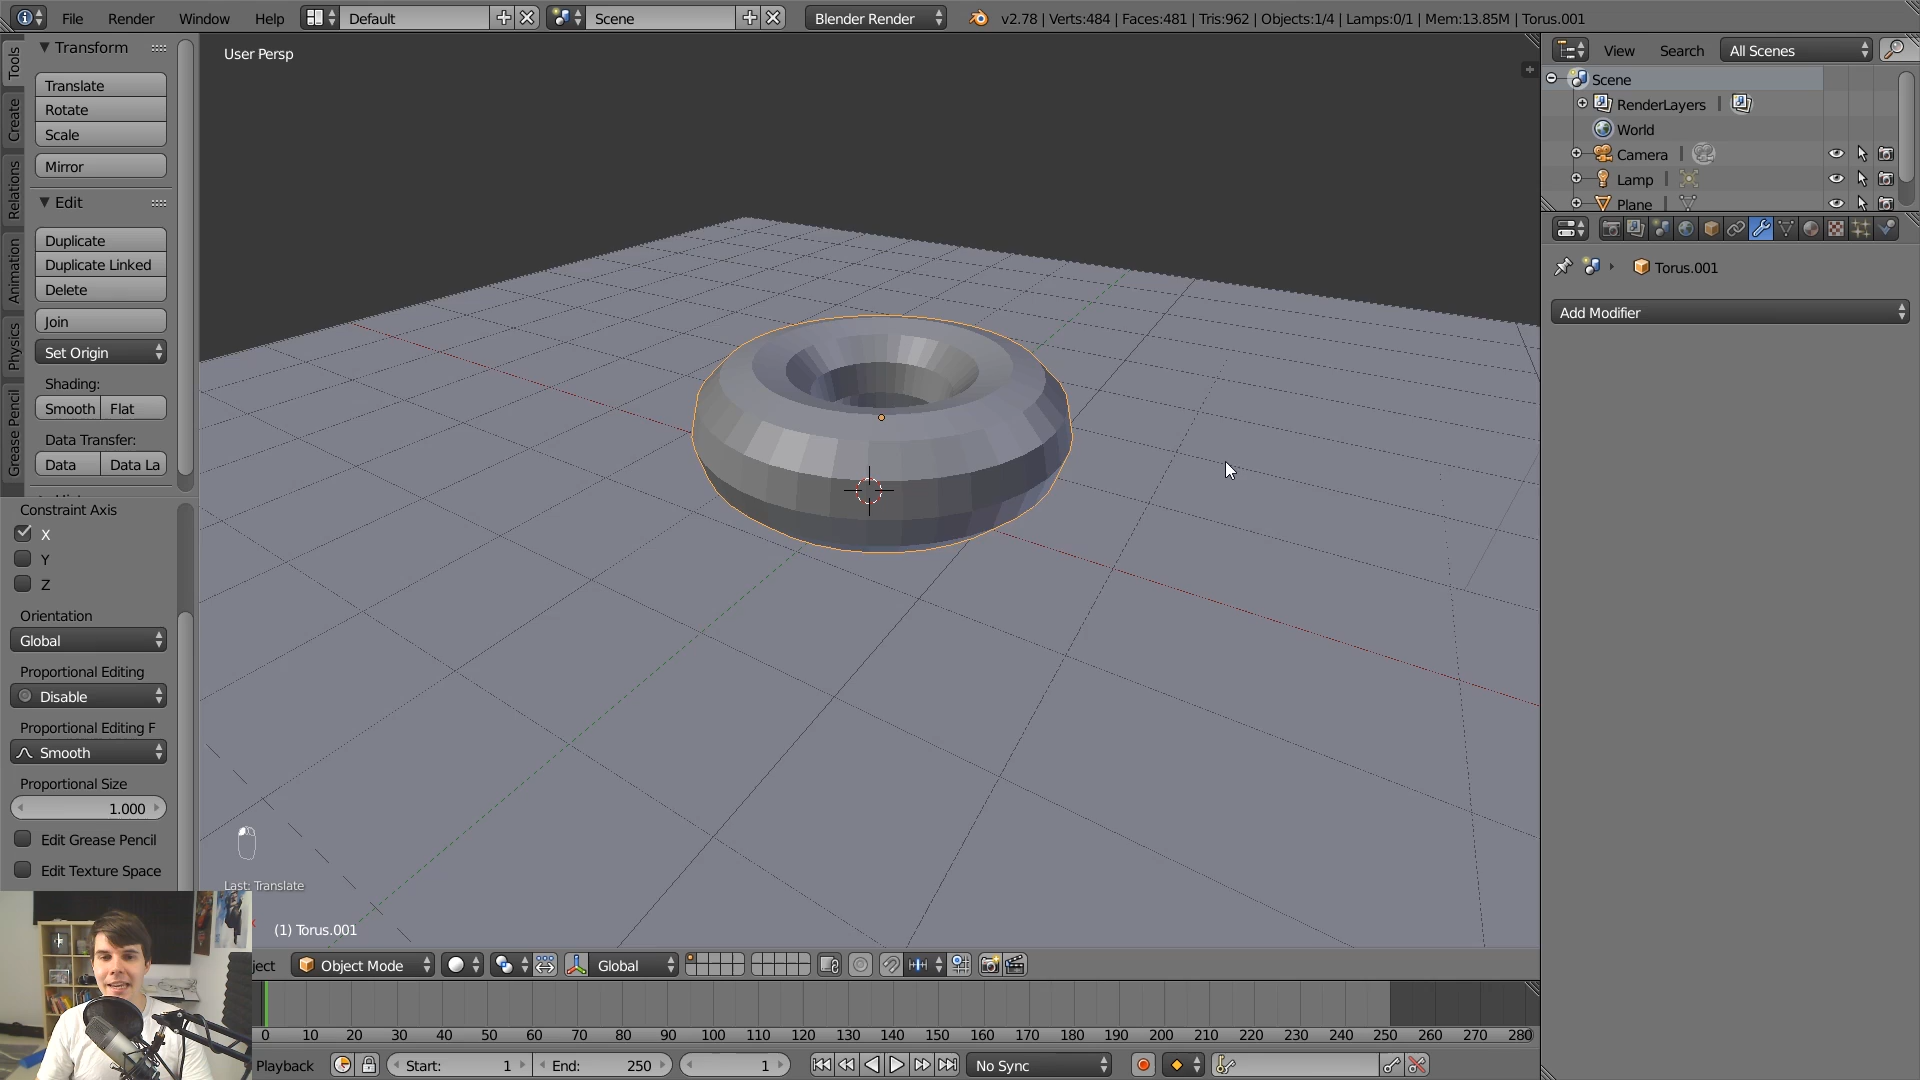 File Render Window Help Default Scene Blender Render v2.78 | Verts:484 | Faces:481 | Tris:962 | Objects:1/4 | Lamps:0/1 | Mem:13.85M | Torus.001
Tools
Create
Relations
Animation
Physics
Grease Pencil
Transform
Translate
Rotate
Scale
Mirror
Edit
Duplicate
Duplicate Linked
Delete
Join
Set Origin
Shading:
Smooth Flat
Data Transfer:
Data Data La
Constraint Axis
X
Y
Z
Orientation
Global
Proportional Editing
Disable
Proportional Editing F
Smooth
Proportional Size
1.000
Edit Grease Pencil
Edit Texture Space
User Persp
Last: Translate
(1) Torus.001
View Search All Scenes
Scene
RenderLayers |
World
Camera |
Lamp |
Plane |
Torus.001
Add Modifier
ject Object Mode Global
0 10 20 30 40 50 60 70 80 90 100 110 120 130 140 150 160 170 180 190 200 210 220 230 240 250 260 270 280
Playback Start: 1 End: 250 1 No Sync